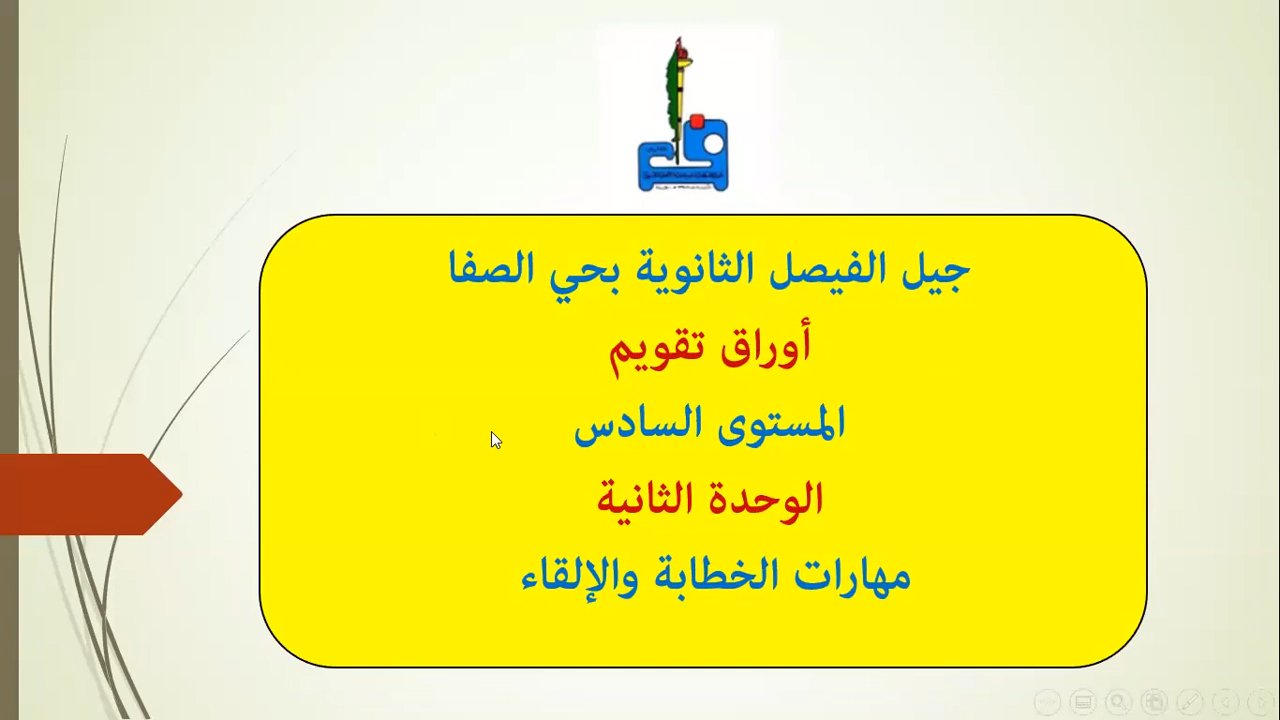 جيل الفيصل الثانوية بحي الصفا
أوراق تقويم
المستوى السادس
الوحدة الثانية
مهارات الخطابة والإلقاء